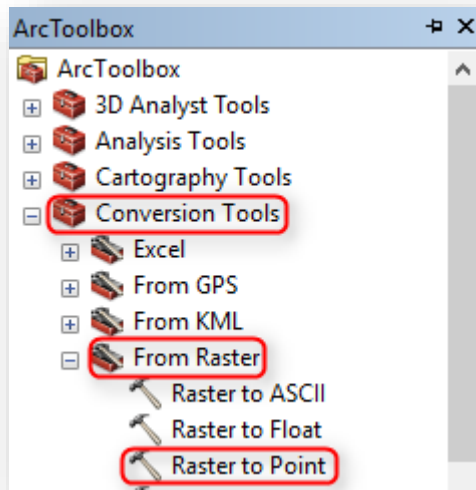 ArcToolbox
ArcToolbox
3D Analyst Tools
Analysis Tools
Cartography Tools
Conversion Tools
Excel
From GPS
From KML
From Raster
Raster to ASCII
Raster to Float
Raster to Point